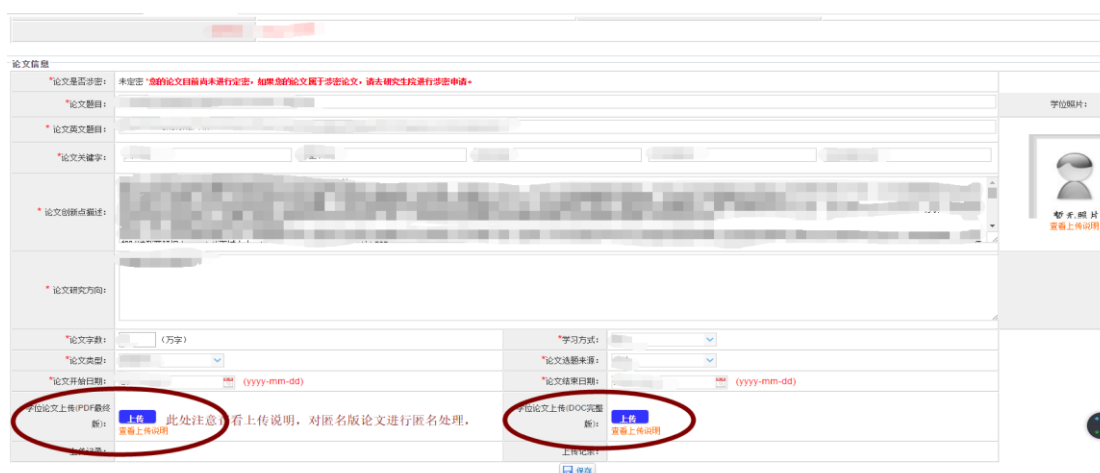 论文信息
*论文是否涉密： 未定密 *您的论文目前尚未进行定密，如果您的论文属于涉密论文，请去研究生院进行涉密申请。
*论文题目： 学位照片：
* 论文英文题目：
*论文关键字：
* 论文创新点描述：
暂无照片
查看上传说明
* 论文研究方向：
*论文字数： （万字） *学习方式：
*论文类型： *论文选题来源：
*论文开始日期： (yyyy-mm-dd) *论文结束日期： (yyyy-mm-dd)
学位论文上传(PDF最终版)： 上传 此处注意查看上传说明，对匿名版论文进行匿名处理， 学位论文上传(DOC完整版)： 上传
查看上传说明 查看上传说明
上传记录： 上传记录：
保存